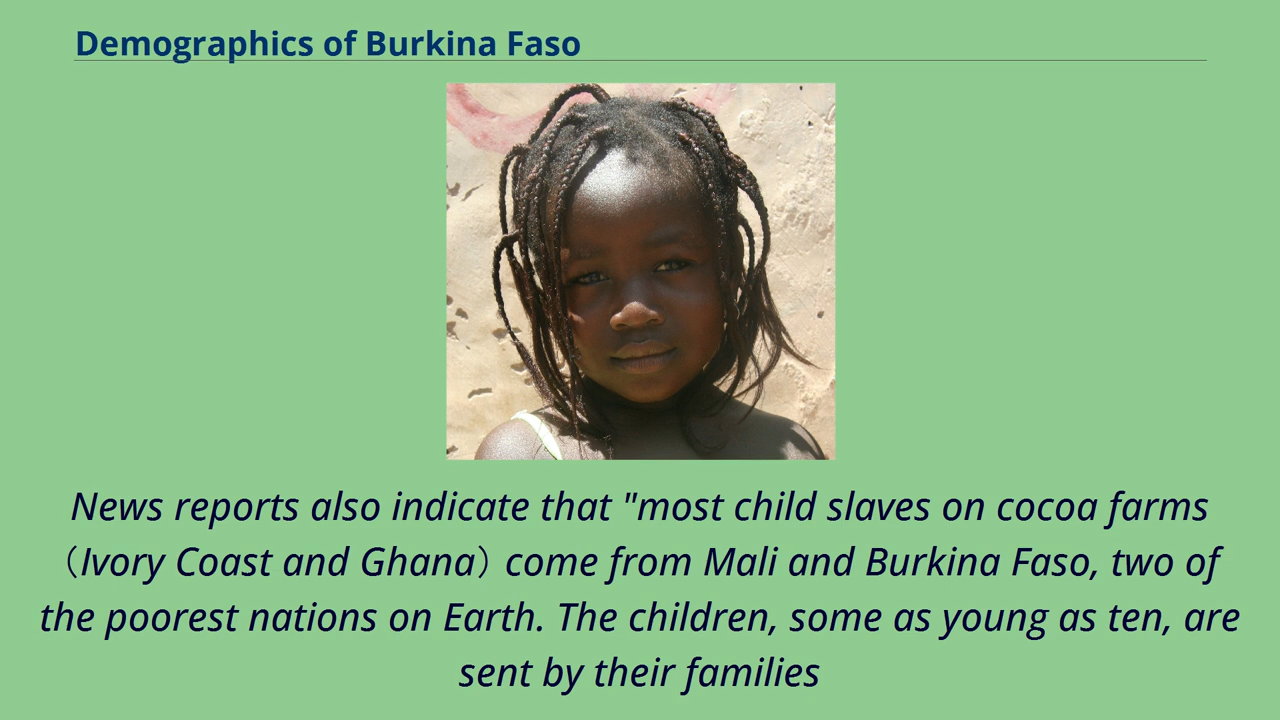 Demographics of Burkina Faso
News reports also indicate that "most child slaves on cocoa farms
（Ivory Coast and Ghana）come from Mali and Burkina Faso, two of
the poorest nations on Earth. The children, some as young as ten, are
sent by their families